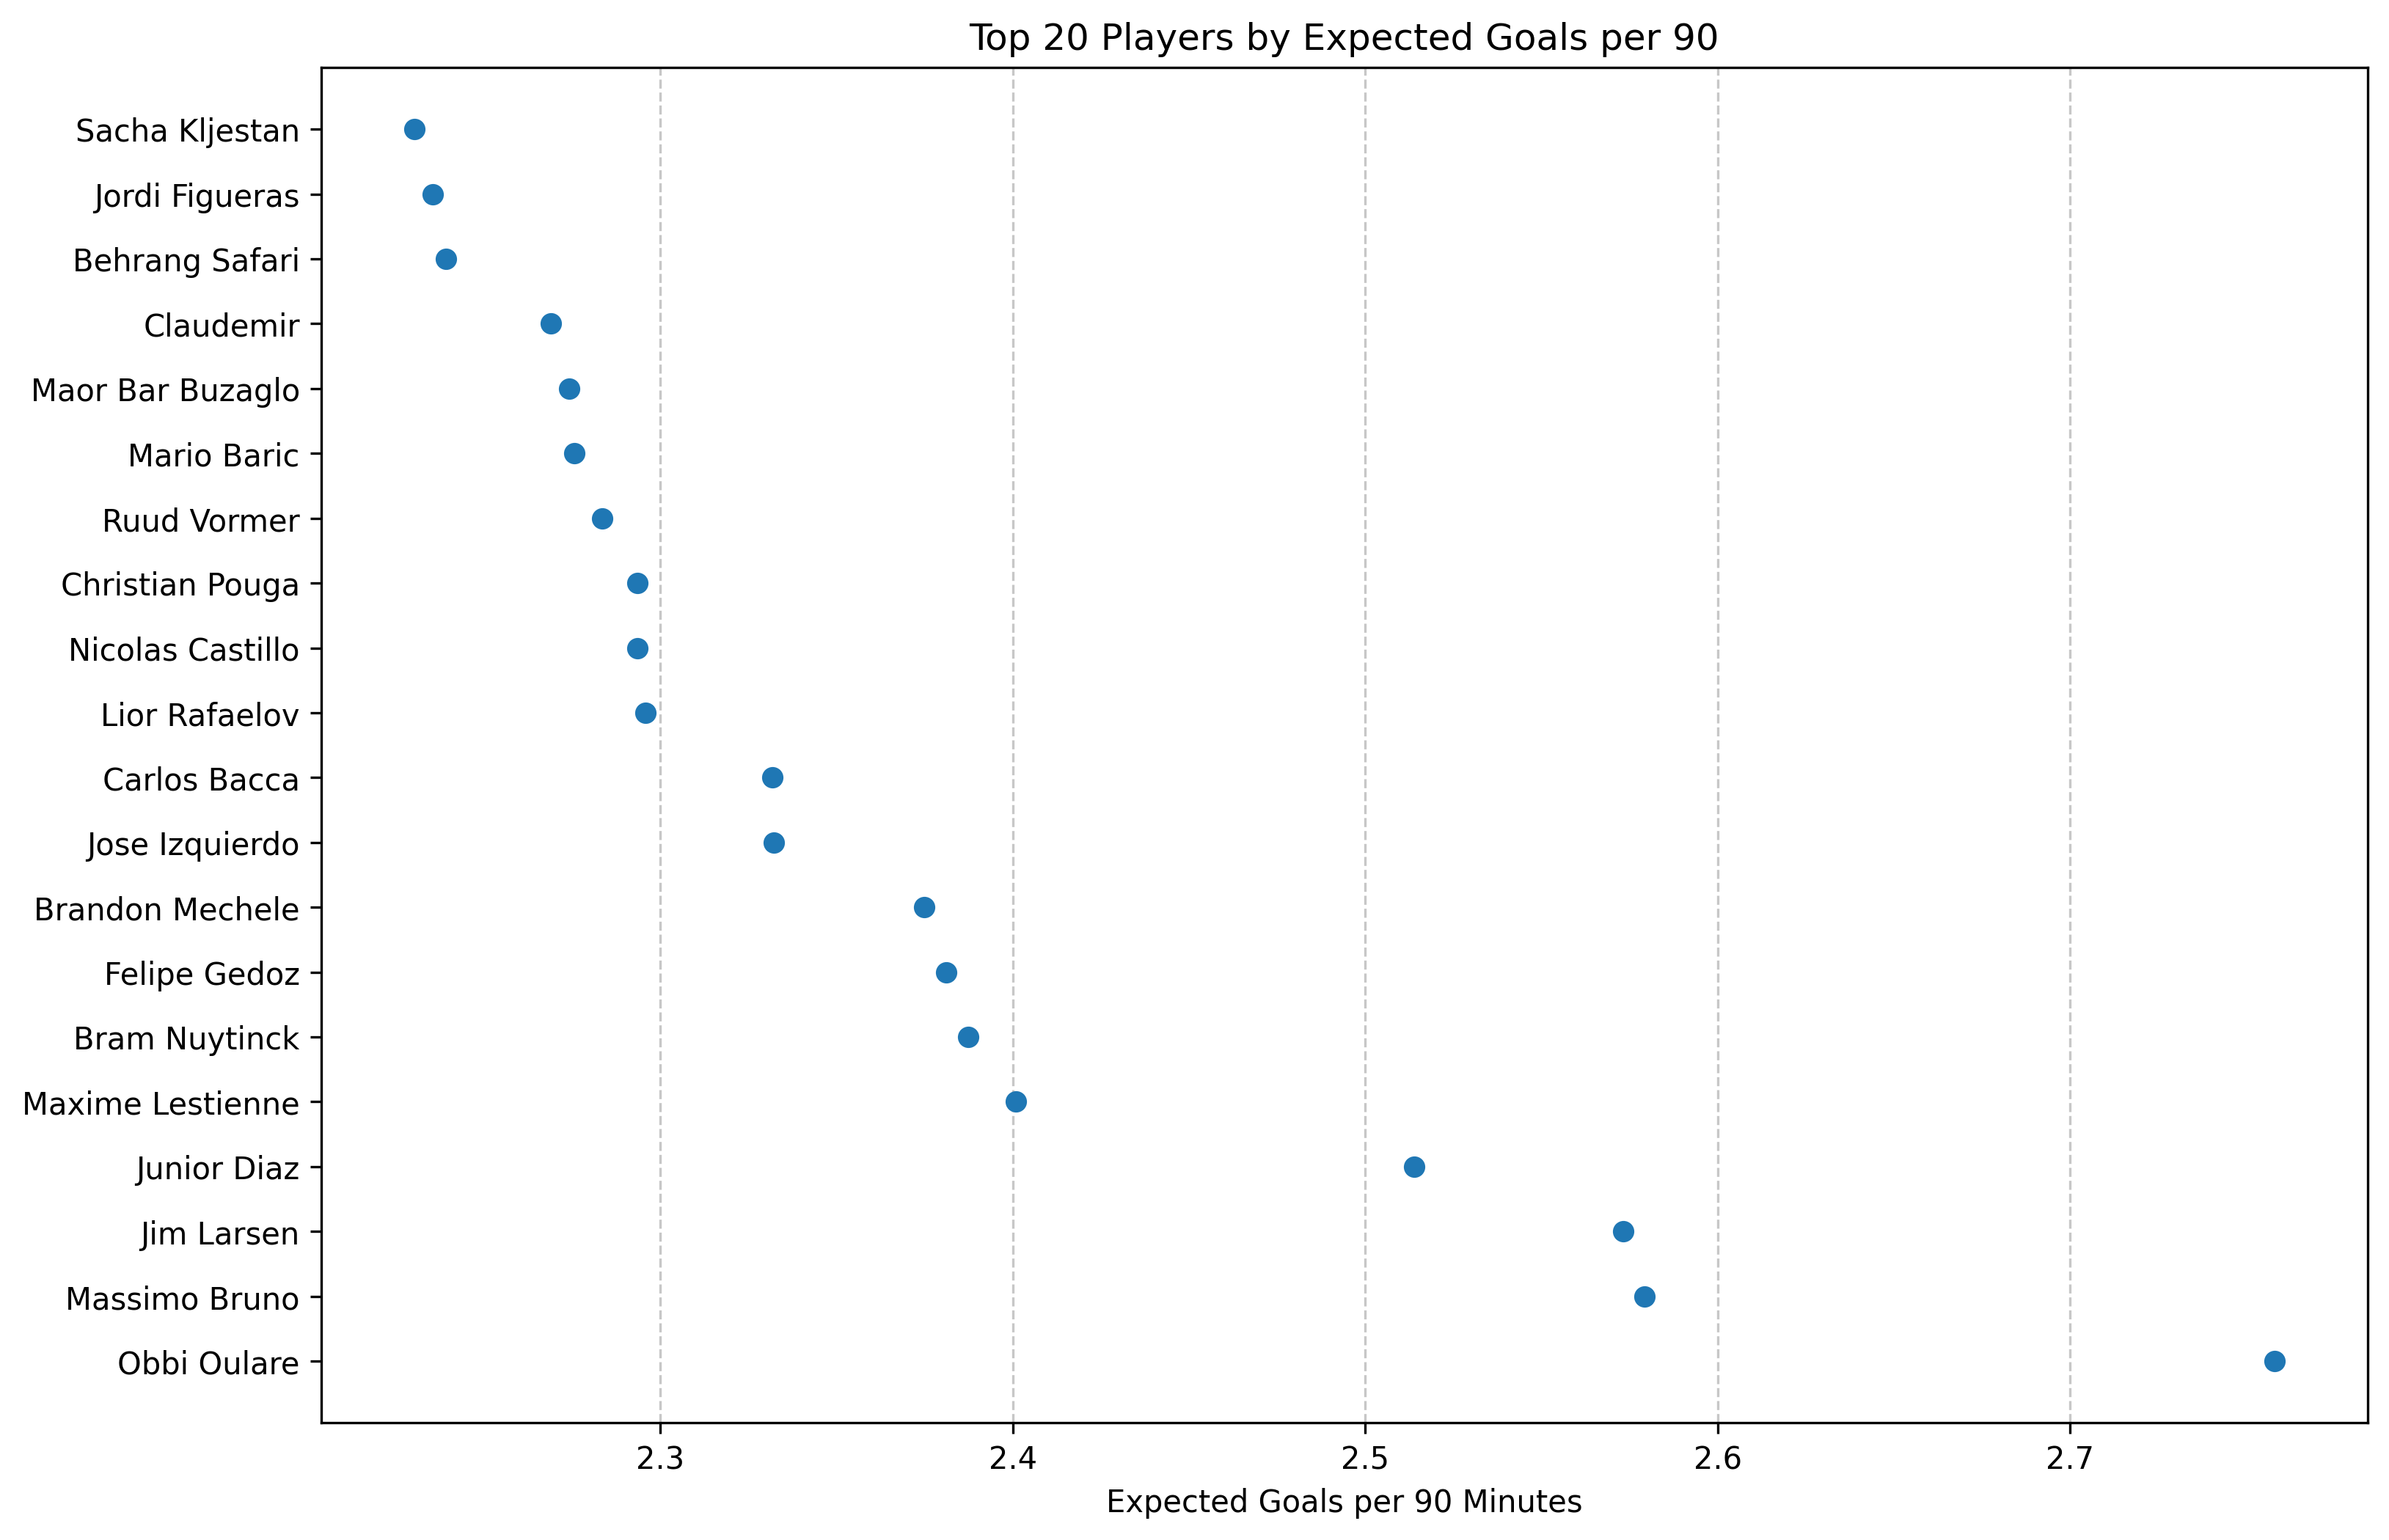 Top 20 Players by Expected Goals per 90
Sacha Kljestan
Jordi Figueras
Behrang Safari
Claudemir
Maor Bar Buzaglo
Mario Baric
Ruud Vormer
Christian Pouga
Nicolas Castillo
Lior Rafaelov
Carlos Bacca
Jose Izquierdo
Brandon Mechele
Felipe Gedoz
Bram Nuytinck
Maxime Lestienne
Junior Diaz
Jim Larsen
Massimo Bruno
Obbi Oulare
2.3 2.4 2.5 2.6 2.7
Expected Goals per 90 Minutes